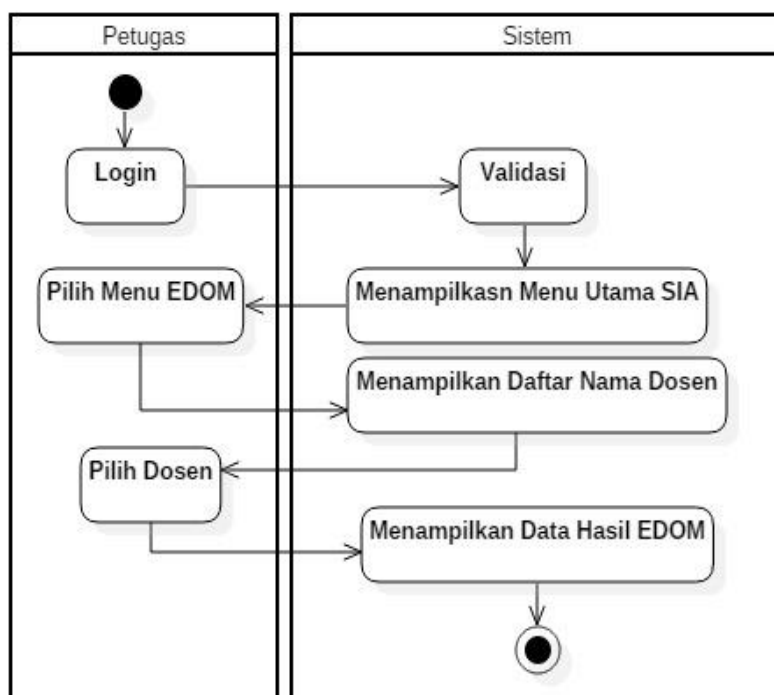 Petugas
Sistem
Login
Validasi
Pilih Menu EDOM
Menampilkasn Menu Utama SIA
Menampilkan Daftar Nama Dosen
Pilih Dosen
Menampilkan Data Hasil EDOM